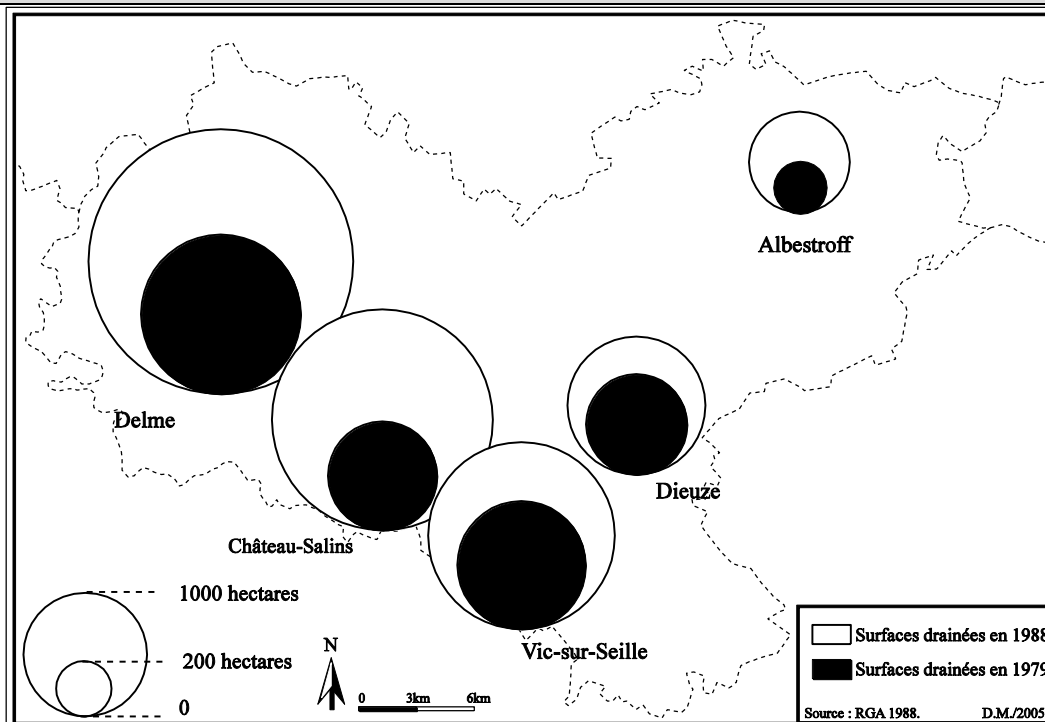 Albestroff
Delme
Dieuze
Château-Salins
Vic-sur-Seille
1000 hectares
200 hectares
0
N
0 3km 6km
Surfaces drainées en 1988
Surfaces drainées en 1979
Source : RGA 1988. D.M./2005